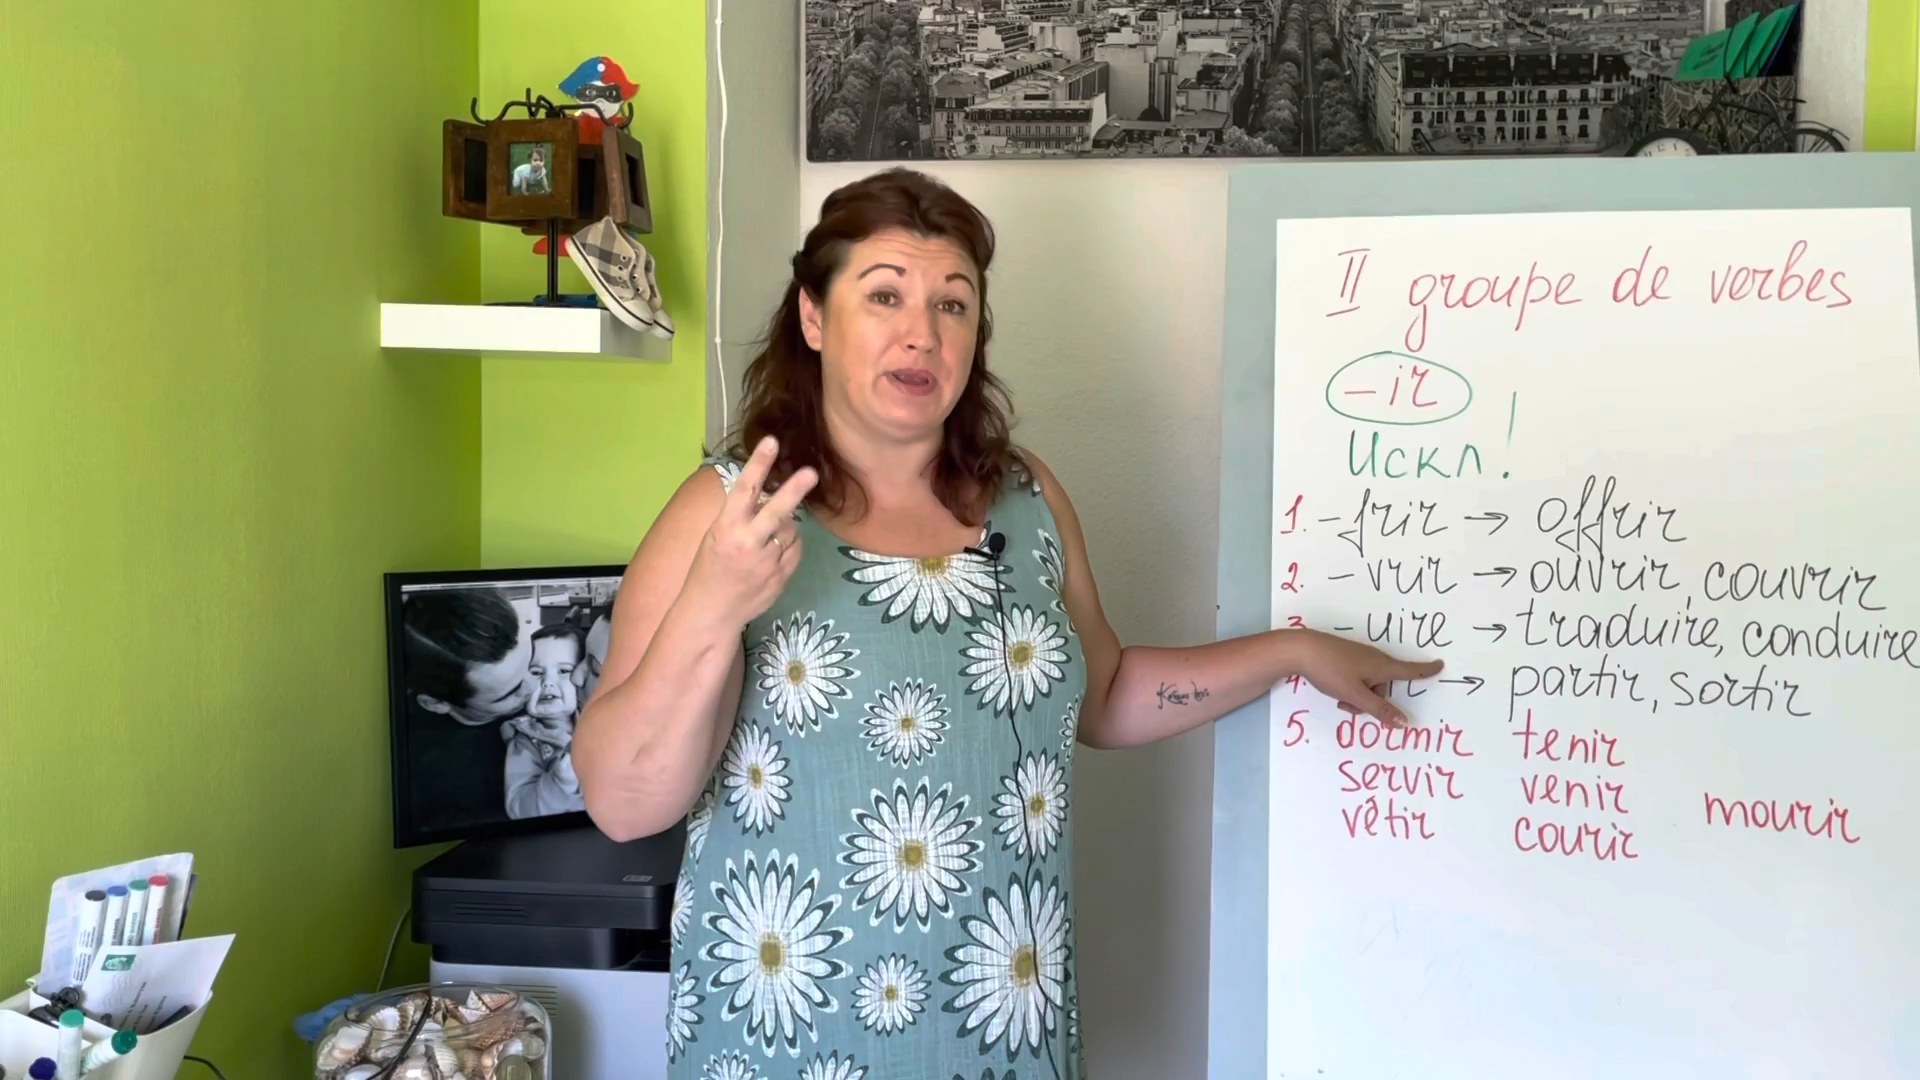 II groupe de verbes
-ir
Искл!
1. -frir → offrir
2. -vrir → ouvrir, couvrir
3. -uire → traduire, conduire
4. → partir, sortir
5. dormir tenir
servir venir mourir
vêtir courir